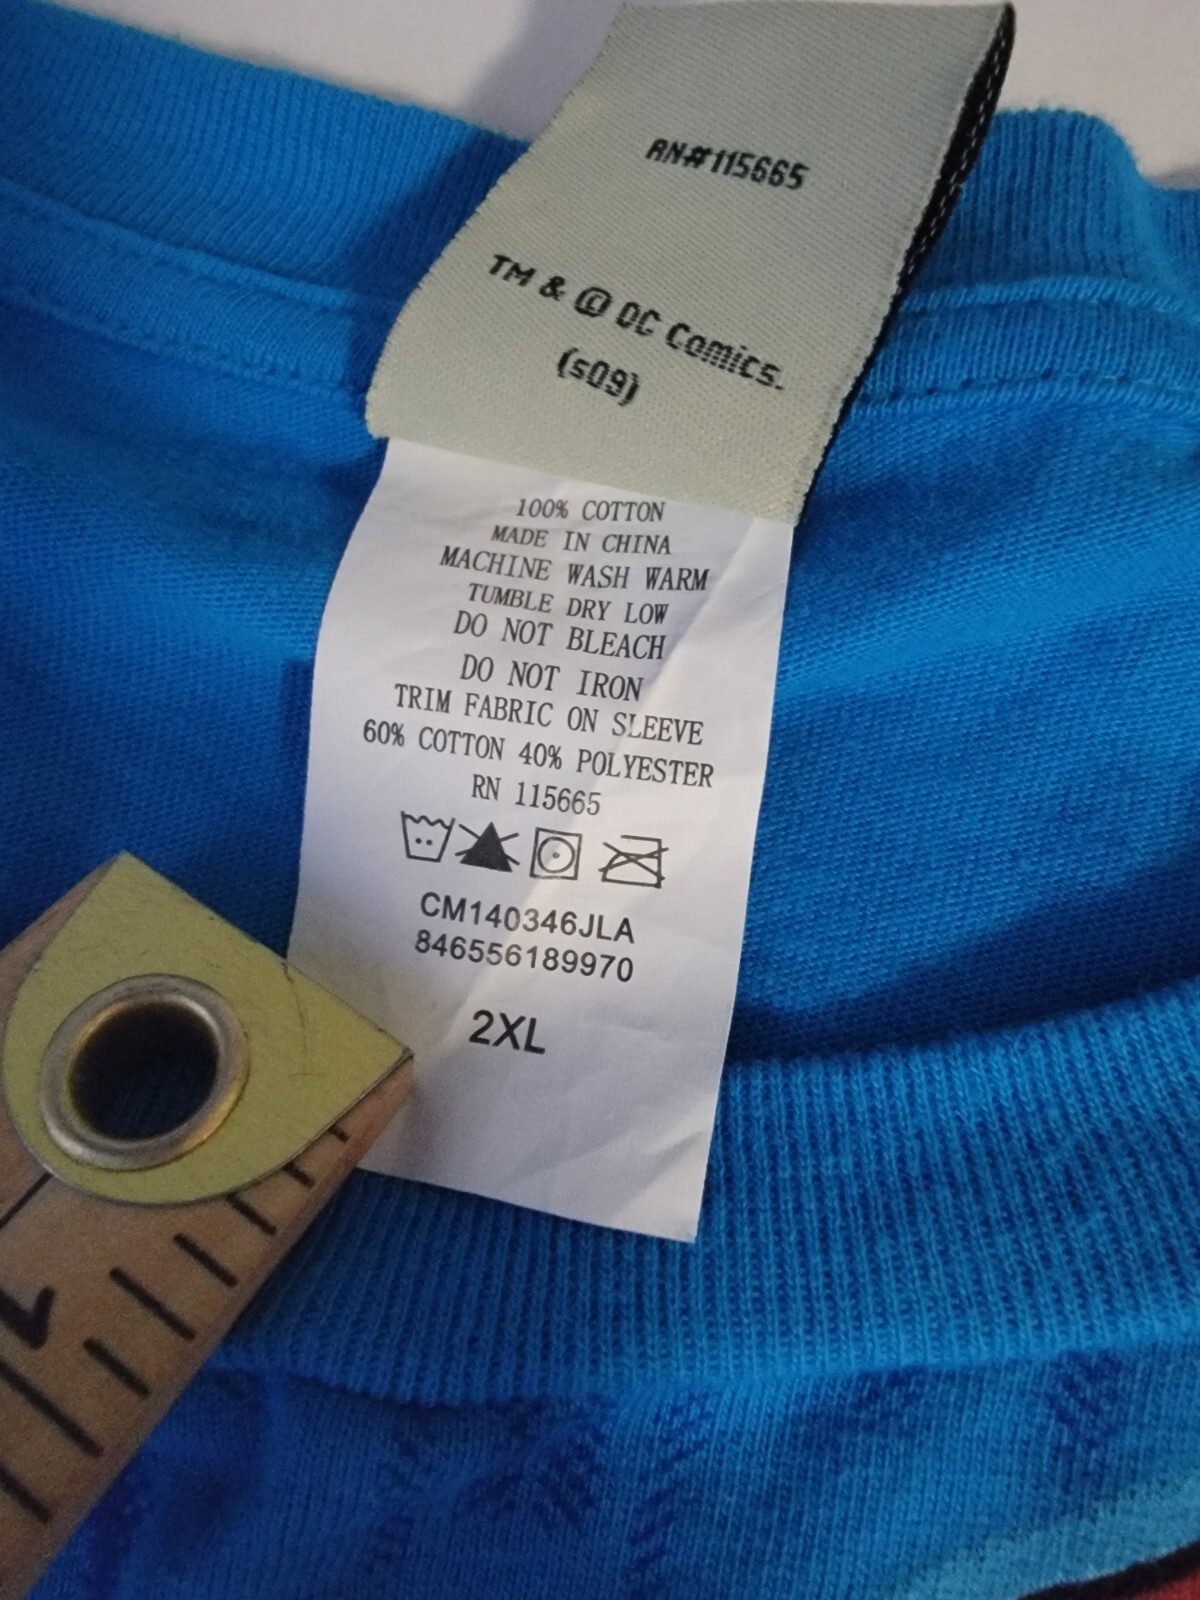 RN#115665
TM & © DC Comics.
(s09)
100% COTTON
MADE IN CHINA
MACHINE WASH WARM
TUMBLE DRY LOW
DO NOT BLEACH
DO NOT IRON
TRIM FABRIC ON SLEEVE
60% COTTON 40% POLYESTER
RN 115665
CM140346JLA
846556189970
2XL
1